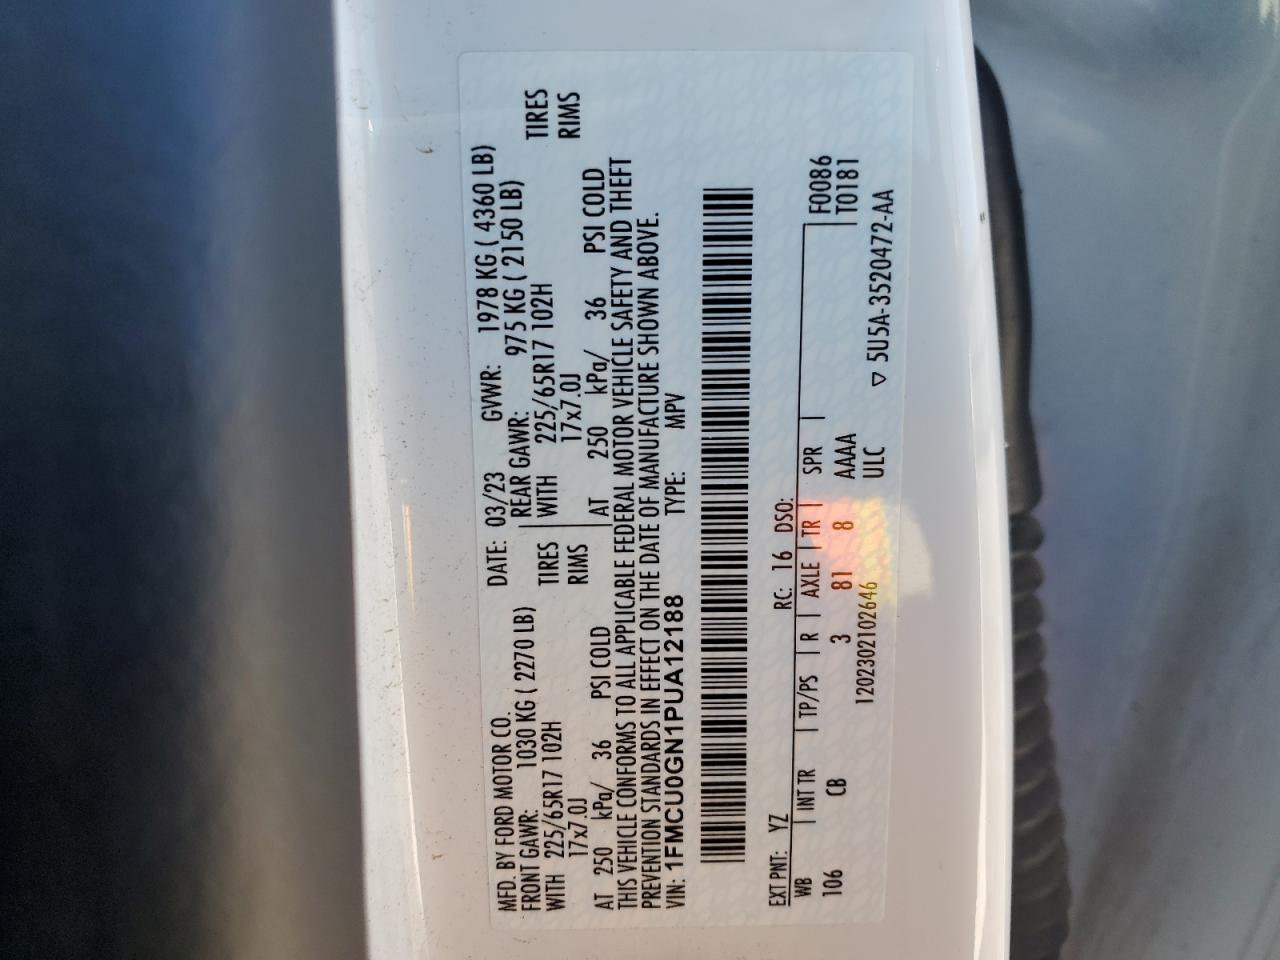 MFD. BY FORD MOTOR CO. DATE: 03/23 GVWR: 1978 KG ( 4360 LB)
FRONT GAWR: 1030 KG ( 2270 LB) REAR GAWR: 975 KG ( 2150 LB)
WITH 225/65R17 102H TIRES WITH 225/65R17 102H TIRES
17x7.0J RIMS 17x7.0J RIMS
AT 250 kPa/ 36 PSI COLD AT 250 kPa/ 36 PSI COLD
THIS VEHICLE CONFORMS TO ALL APPLICABLE FEDERAL MOTOR VEHICLE SAFETY AND THEFT
PREVENTION STANDARDS IN EFFECT ON THE DATE OF MANUFACTURE SHOWN ABOVE.
VIN: 1FMCU0GN1PUA12188 TYPE: MPV
EXT PNT: YZ RC: 16 DSO:
WB | INT TR | TP/PS | R | AXLE | TR | SPR | F0086
106 CB 3 81 8 AAAA T0181
ULC
1202302102646
▽ 5U5A-3520472-AA